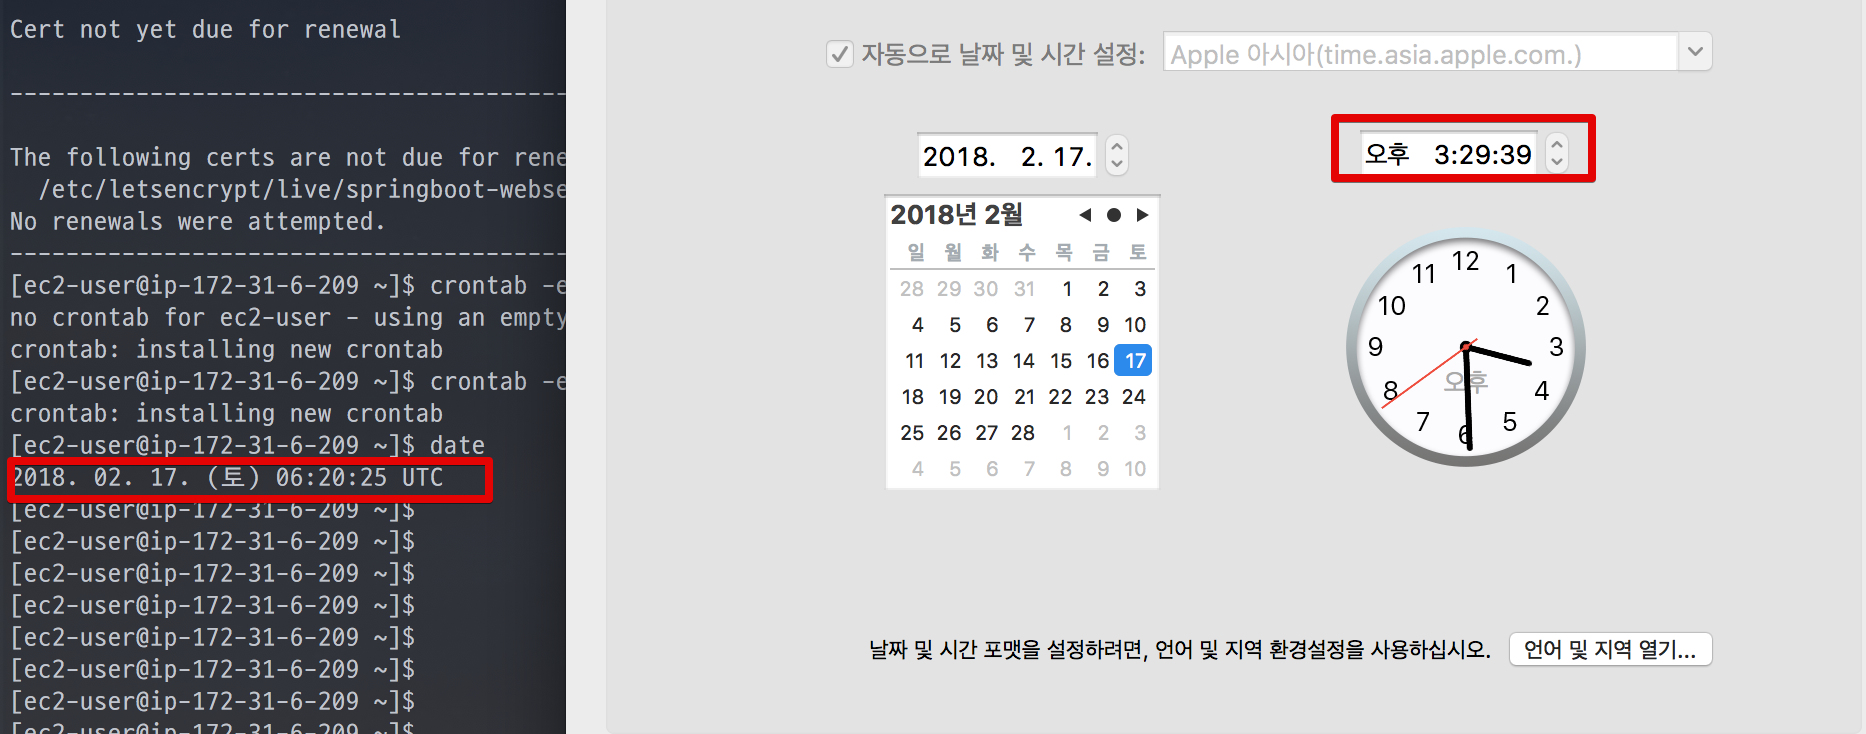 Cert not yet due for renewal
-------------------------------------------
The following certs are not due for rene
/etc/letsencrypt/live/springboot-webse
No renewals were attempted.
-------------------------------------------
[ec2-user@ip-172-31-6-209 ~]$ crontab -e
no crontab for ec2-user - using an empty
crontab: installing new crontab
[ec2-user@ip-172-31-6-209 ~]$ crontab -e
crontab: installing new crontab
[ec2-user@ip-172-31-6-209 ~]$ date
2018. 02. 17. (토) 06:20:25 UTC
[ec2-user@ip-172-31-6-209 ~]$
[ec2-user@ip-172-31-6-209 ~]$
[ec2-user@ip-172-31-6-209 ~]$
[ec2-user@ip-172-31-6-209 ~]$
[ec2-user@ip-172-31-6-209 ~]$
[ec2-user@ip-172-31-6-209 ~]$
[ec2-user@ip-172-31-6-209 ~]$
[ec2-user@ip-172-31-6-209 ~]$
자동으로 날짜 및 시간 설정: Apple 아시아(time.asia.apple.com.)
2018. 2. 17.
오후 3:29:39
2018년 2월
일 월 화 수 목 금 토
28 29 30 31 1 2 3
4 5 6 7 8 9 10
11 12 13 14 15 16 17
18 19 20 21 22 23 24
25 26 27 28 1 2 3
4 5 6 7 8 9 10
12
11 1
10 2
9 3
오후
8 4
7 5
6
날짜 및 시간 포맷을 설정하려면, 언어 및 지역 환경설정을 사용하십시오. 언어 및 지역 열기...